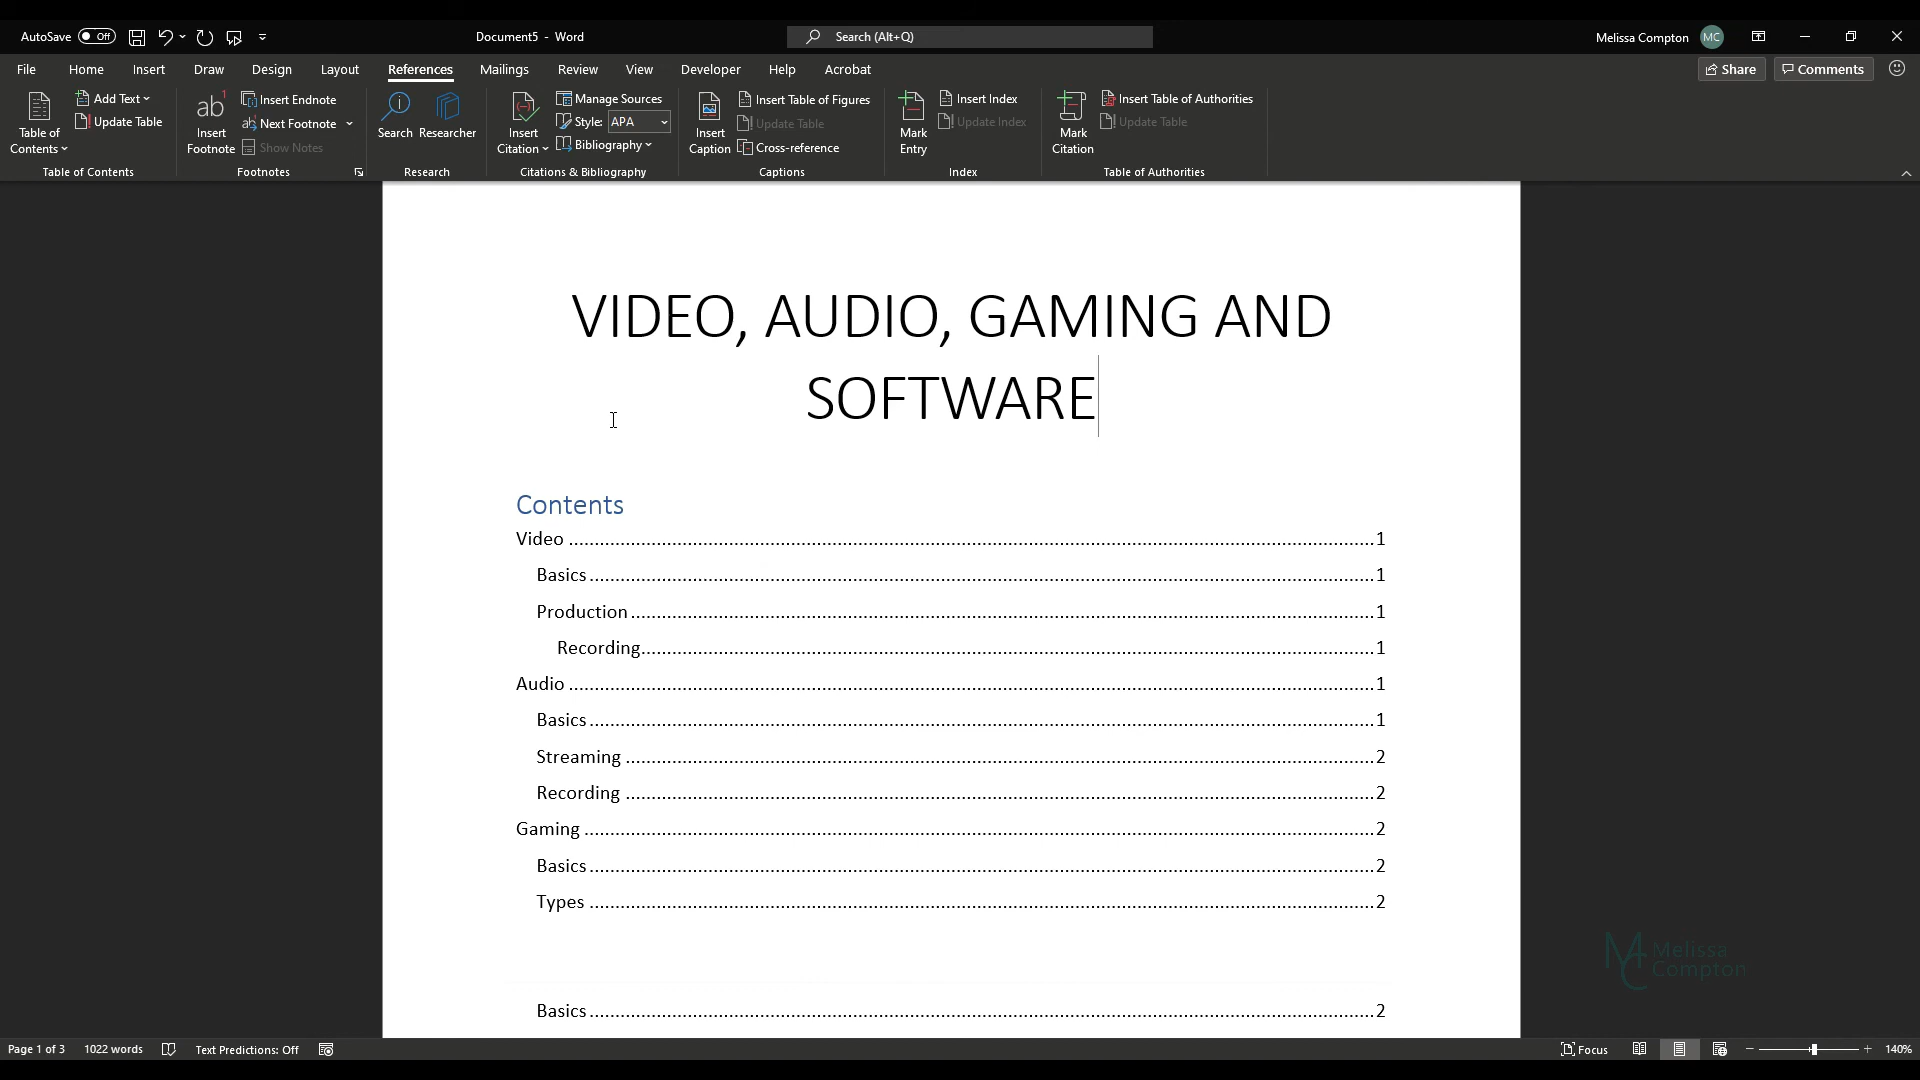 AutoSave Off
Document5 - Word
Search (Alt+Q)
Melissa Compton MC
File Home Insert Draw Design Layout References Mailings Review View Developer Help Acrobat
Share Comments
Table of Contents
Add Text
Update Table
Table of Contents
ab1 Insert Footnote
Insert Endnote
Next Footnote
Show Notes
Footnotes
Search
Researcher
Research
Insert Citation
Manage Sources
Style: APA
Bibliography
Citations & Bibliography
Insert Caption
Insert Table of Figures
Update Table
Cross-reference
Captions
Mark Entry
Insert Index
Update Index
Index
Mark Citation
Insert Table of Authorities
Update Table
Table of Authorities
VIDEO, AUDIO, GAMING AND
SOFTWARE
Contents
Video 1
Basics 1
Production 1
Recording 1
Audio 1
Basics 1
Streaming 2
Recording 2
Gaming 2
Basics 2
Types 2
Basics 2
MC Melissa
Compton
Page 1 of 3 1022 words Text Predictions: Off Focus 140%